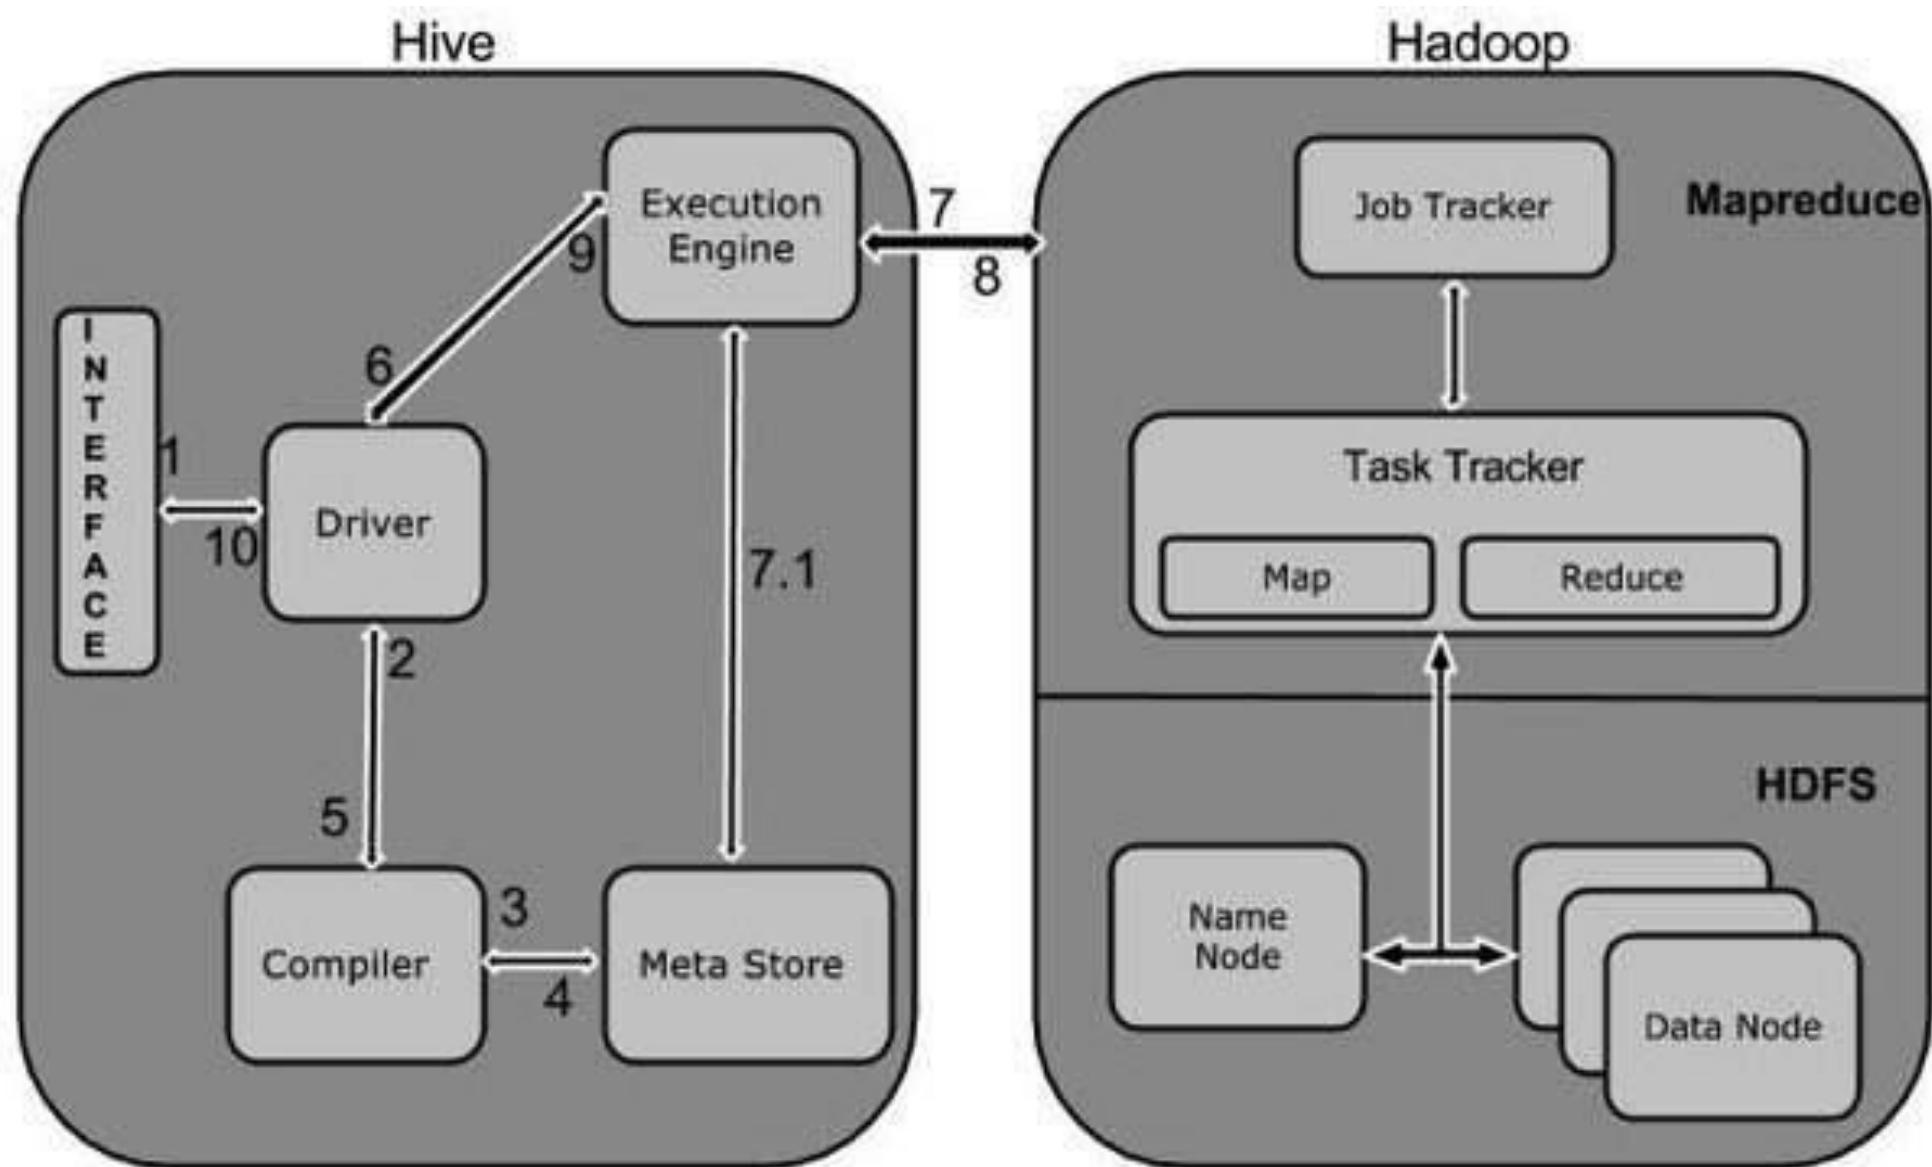 Hive
Hadoop
Execution
Engine
7
8
9
6
INTERFACE
1
10
Driver
2
7.1
5
Compiler
3
4
Meta Store
Job Tracker
Mapreduce
Task Tracker
Map
Reduce
HDFS
Name
Node
Data Node